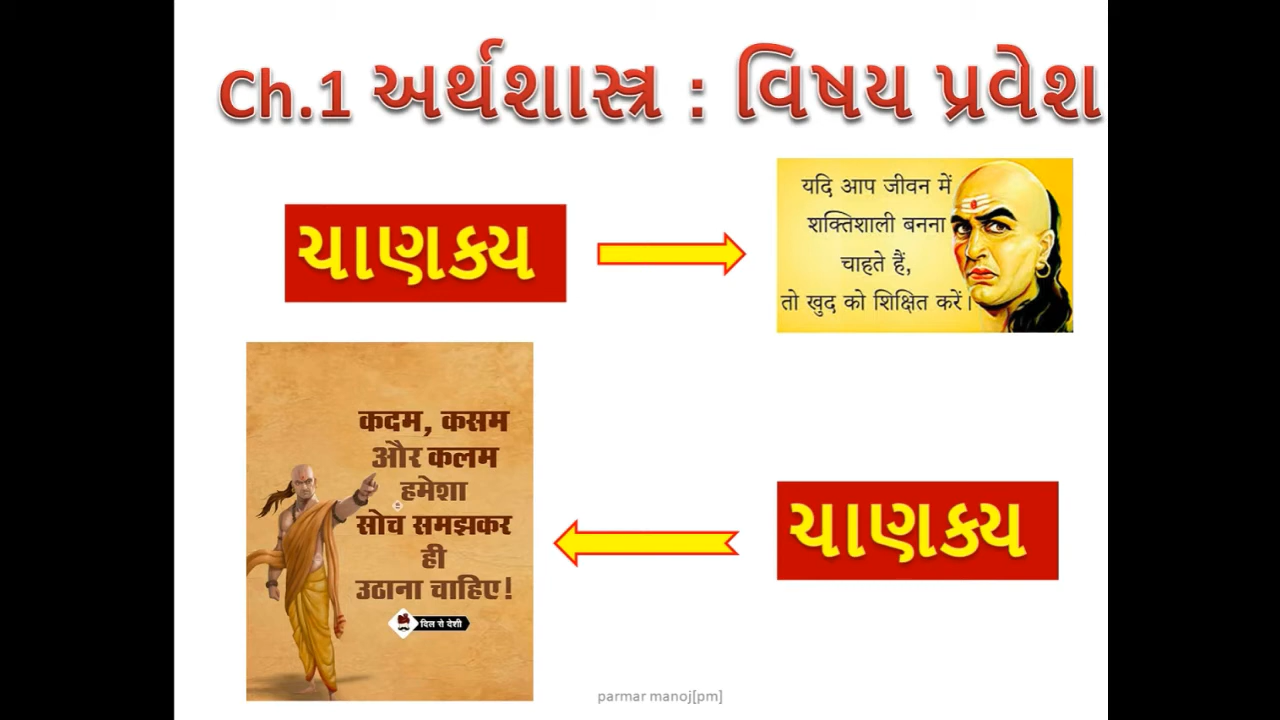 Ch.1 અર્થશાસ્ત્ર : વિષય પ્રવેશ
ચાણક્ય
यदि आप जीवन में
शक्तिशाली बनना
चाहते हैं,
तो खुद को शिक्षित करें।
कदम, कसम
और कलम
हमेशा
सोच समझकर
ही
उठाना चाहिए!
दिल से देशी
ચાણક્ય
parmar manoj[pm]